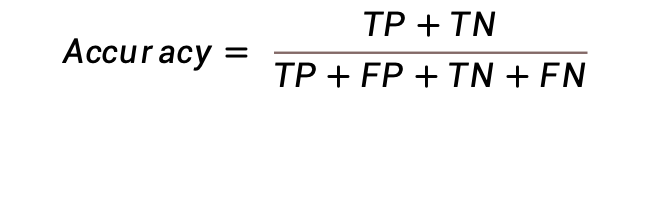 Accuracy = TP + TN / TP + FP + TN + FN